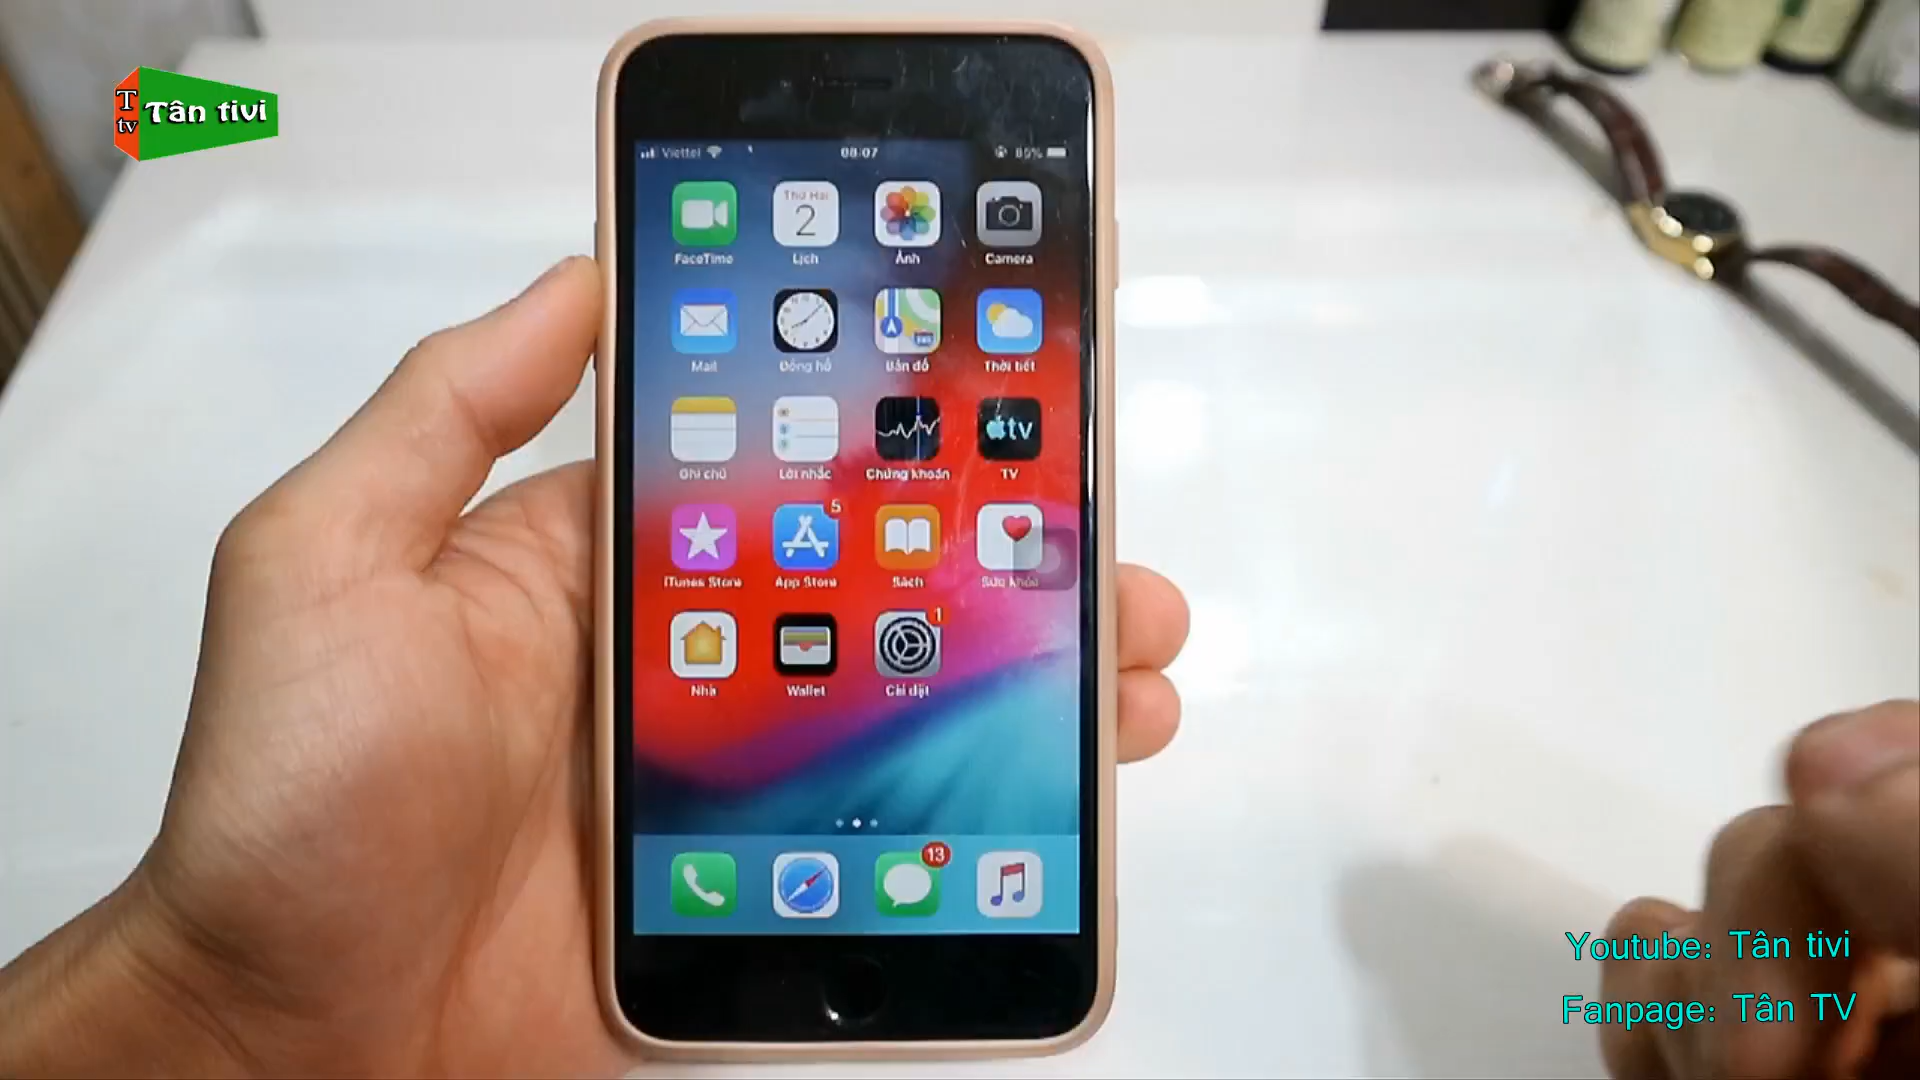 T
tv
Tân tivi
Viettel
08:07
85%
FaceTime
Thứ Hai
2
Lịch
Ảnh
Camera
Mail
Đồng hồ
Bản đồ
Thời tiết
Ghi chú
Lời nhắc
Chứng khoán
tv
TV
iTunes Store
5
App Store
Sách
Sức khỏe
Nhà
Wallet
1
Cài đặt
13
Youtube: Tân tivi
Fanpage: Tân TV